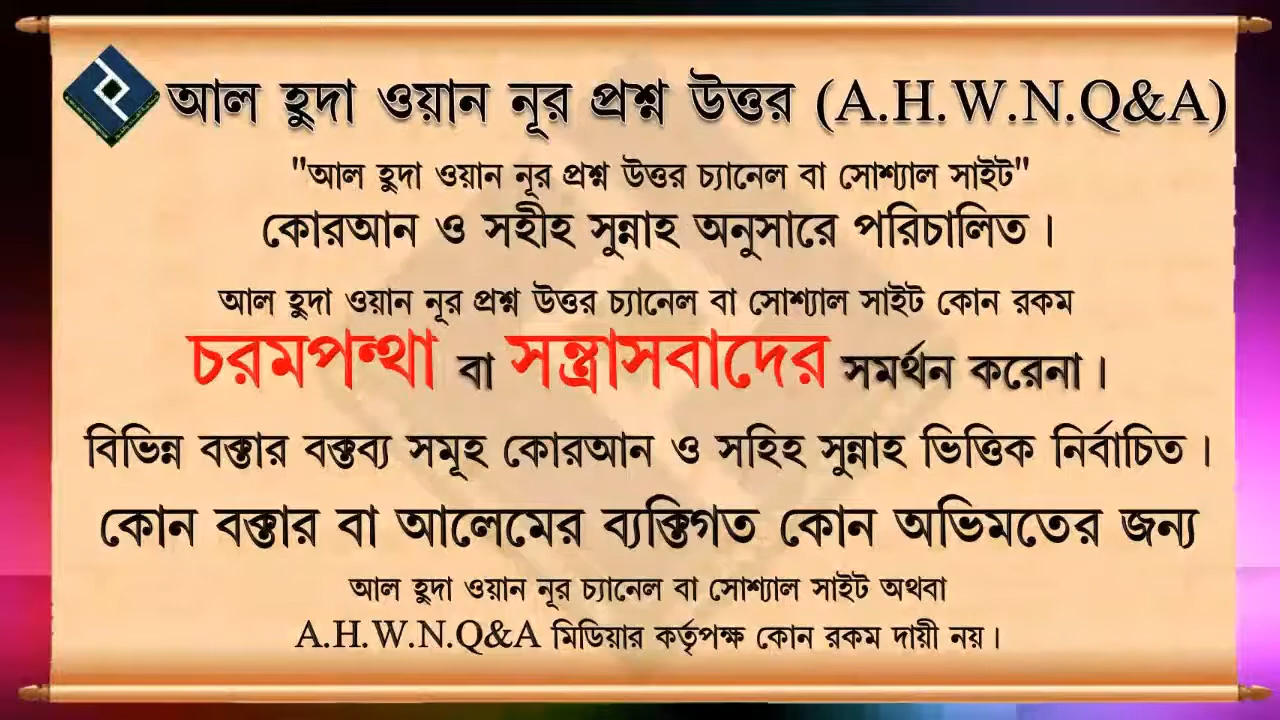 আল হুদা ওয়ান নূর প্রশ্ন উত্তর (A.H.W.N.Q&A)
"আল হুদা ওয়ান নূর প্রশ্ন উত্তর চ্যানেল বা সোশ্যাল সাইট"
কোরআন ও সহীহ সুন্নাহ অনুসারে পরিচালিত।
আল হুদা ওয়ান নূর প্রশ্ন উত্তর চ্যানেল বা সোশ্যাল সাইট কোন রকম
চরমপন্থা বা সন্ত্রাসবাদের সমর্থন করেনা।
বিভিন্ন বক্তার বক্তব্য সমূহ কোরআন ও সহিহ সুন্নাহ ভিত্তিক নির্বাচিত।
কোন বক্তার বা আলেমের ব্যক্তিগত কোন অভিমতের জন্য
আল হুদা ওয়ান নূর চ্যানেল বা সোশ্যাল সাইট অথবা
A.H.W.N.Q&A মিডিয়ার কর্তৃপক্ষ কোন রকম দায়ী নয়।